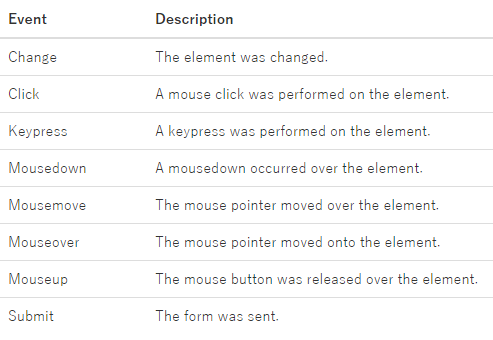 Event Description
Change The element was changed.
Click A mouse click was performed on the element.
Keypress A keypress was performed on the element.
Mousedown A mousedown occurred over the element.
Mousemove The mouse pointer moved over the element.
Mouseover The mouse pointer moved onto the element.
Mouseup The mouse button was released over the element.
Submit The form was sent.